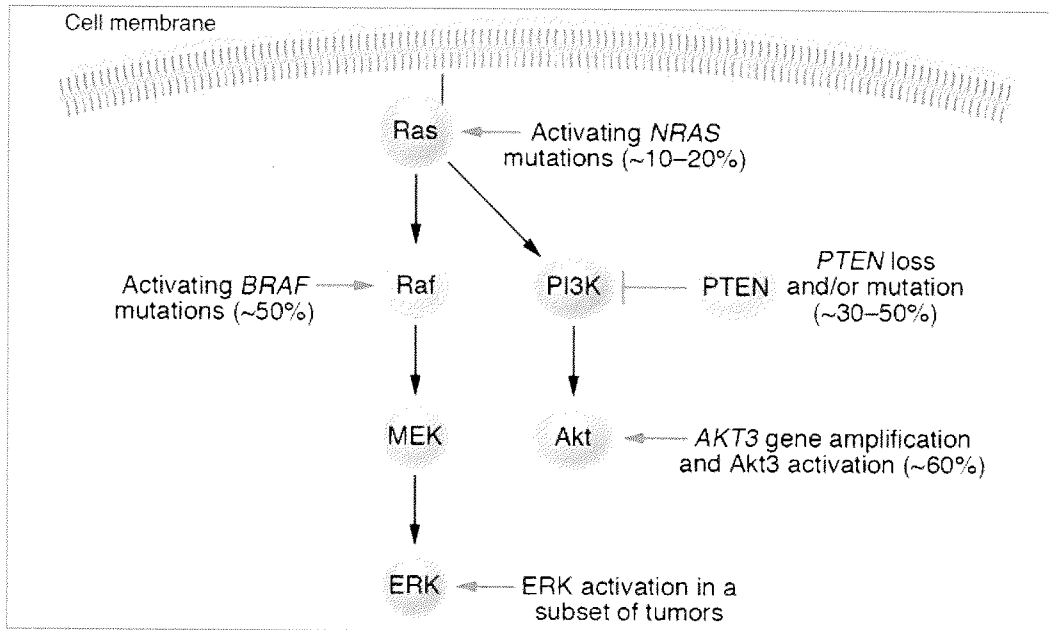 Cell membrane
Ras
Activating NRAS
mutations (~10–20%)
Activating BRAF
mutations (~50%)
Raf
PI3K
PTEN
PTEN loss
and/or mutation
(~30–50%)
MEK
Akt
AKT3 gene amplification
and Akt3 activation (~60%)
ERK
ERK activation in a
subset of tumors